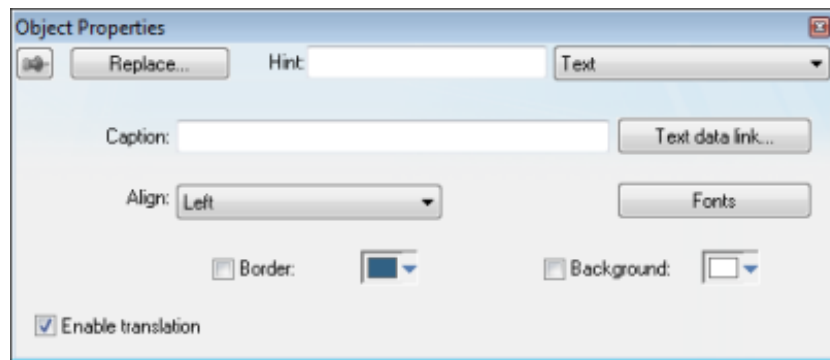 Object Properties
Replace... Hint: Text
Caption: Text data link...
Align: Left Fonts
Border: Background:
Enable translation